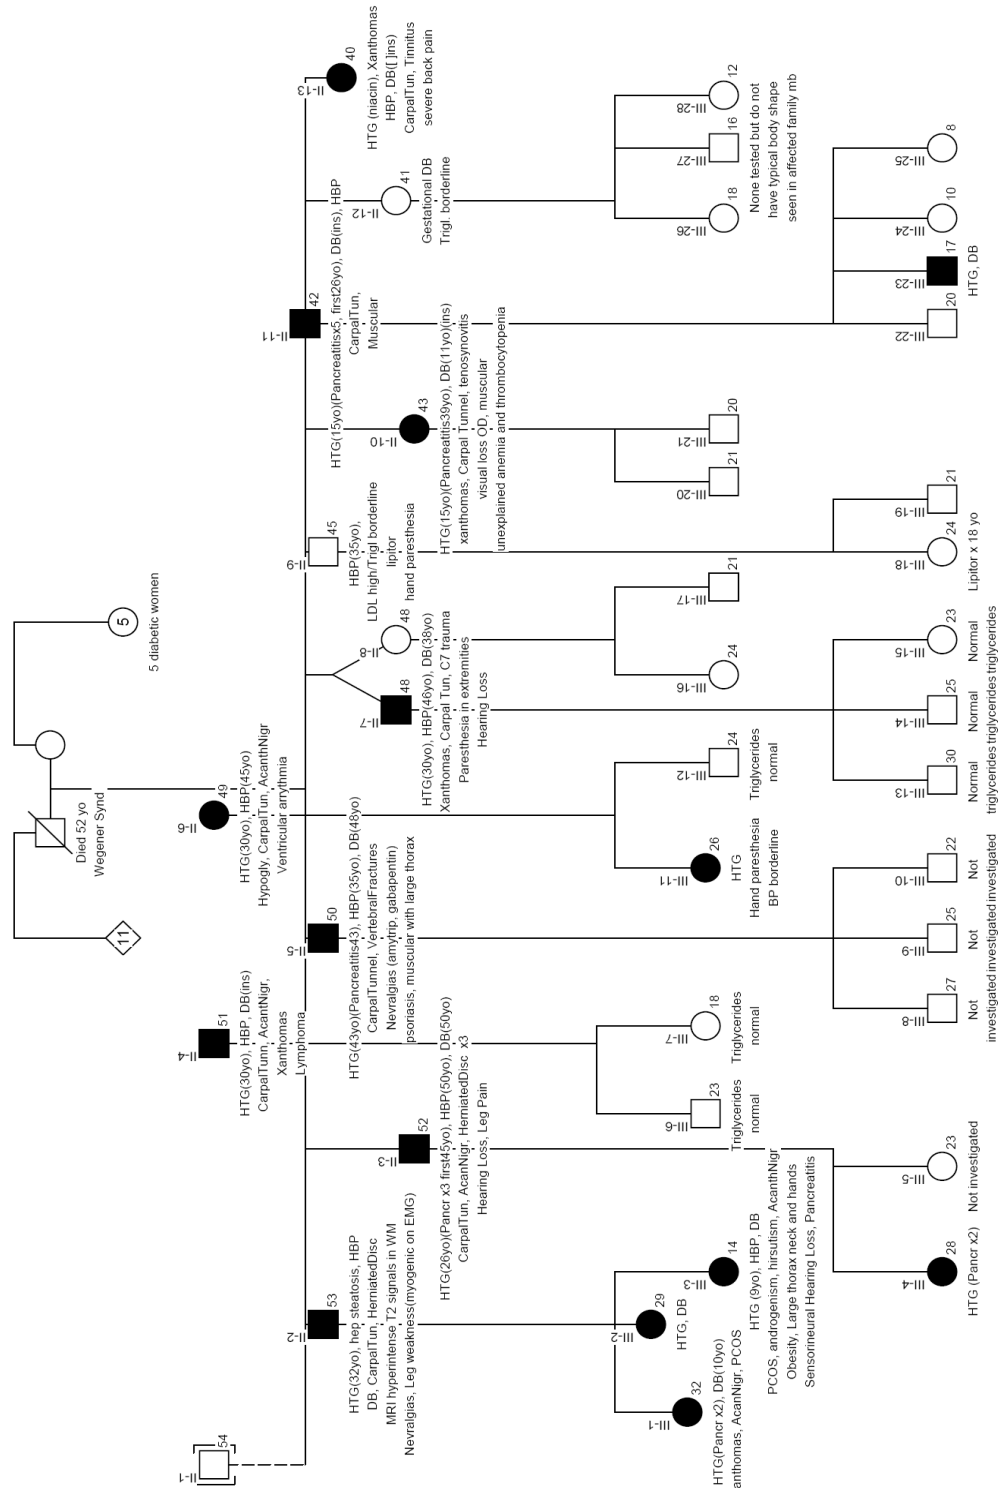 11
Died 52 yo
Wegener Synd
5
5 diabetic women
II-1
54
II-2
53
HTG(32yo), hep steatosis, HBP
DB, CarpalTun, HerniatedDisc
MRI hyperintense T2 signals in WM
Nevralgias, Leg weakness(myogenic on EMG)
II-3
52
HTG(26yo)(Pancr x3 first45yo), HBP(50yo), DB(50yo)
CarpalTun, AcanNigr, HerniatedDisc x3
Hearing Loss, Leg Pain
II-4
51
HTG(30yo), HBP, DB(ins)
CarpalTunn, AcantNigr,
Xanthomas
Lymphoma
II-5
50
HTG(43yo)(Pancreatitis43), HBP(35yo), DB(48yo)
CarpalTunnel, VertebralFractures
Nevralgias (amytrip, gabapentin)
psoriasis, muscular with large thorax
II-6
49
HTG(30yo), HBP(45yo)
Hypogly, CarpalTun, AcanthNigr
Ventricular arrythmia
II-7
48
HTG(30yo), HBP(46yo), DB(38yo)
Xanthomas, Carpal Tun, C7 trauma
Paresthesia in extremities
Hearing Loss
II-8
48
II-9
45
HBP(35yo),
LDL high/Trigl borderline
lipitor
hand paresthesia
II-10
43
HTG(15yo)(Pancreatitis39yo), DB(11yo)(ins)
xanthomas, Carpal Tunnel, tenosynovitis
visual loss OD, muscular
unexplained anemia and thrombocytopenia
II-11
42
HTG(15yo)(Pancreatitisx5, first26yo), DB(ins), HBP
CarpalTun,
Muscular
II-12
41
Gestational DB
Trigl. borderline
II-13
40
HTG (niacin), Xanthomas
HBP, DB([ ]ins)
CarpalTun, Tinnitus
severe back pain
III-1
32
HTG(Pancr x2), DB(10yo)
anthomas, AcanNigr, PCOS
III-2
29
HTG, DB
III-3
14
HTG (9yo), HBP, DB
PCOS, androgenism, hirsutism, AcanthNigr
Obesity, Large thorax neck and hands
Sensorineural Hearing Loss, Pancreatitis
III-4
28
HTG (Pancr x2)
III-5
23
Not investigated
III-6
23
Triglycerides
normal
III-7
18
Triglycerides
normal
III-8
27
Not
investigated
III-9
25
Not
investigated
III-10
22
Not
investigated
III-11
26
HTG
Hand paresthesia
BP borderline
III-12
24
Triglycerides
normal
III-13
30
Normal
triglycerides
III-14
25
Normal
triglycerides
III-15
23
Normal
triglycerides
III-16
24
III-17
21
III-18
24
Lipitor x 18 yo
III-19
21
III-20
21
III-21
20
III-22
20
III-23
17
HTG, DB
III-24
10
III-25
8
III-26
18
III-27
16
III-28
12
None tested but do not
have typical body shape
seen in affected family mb